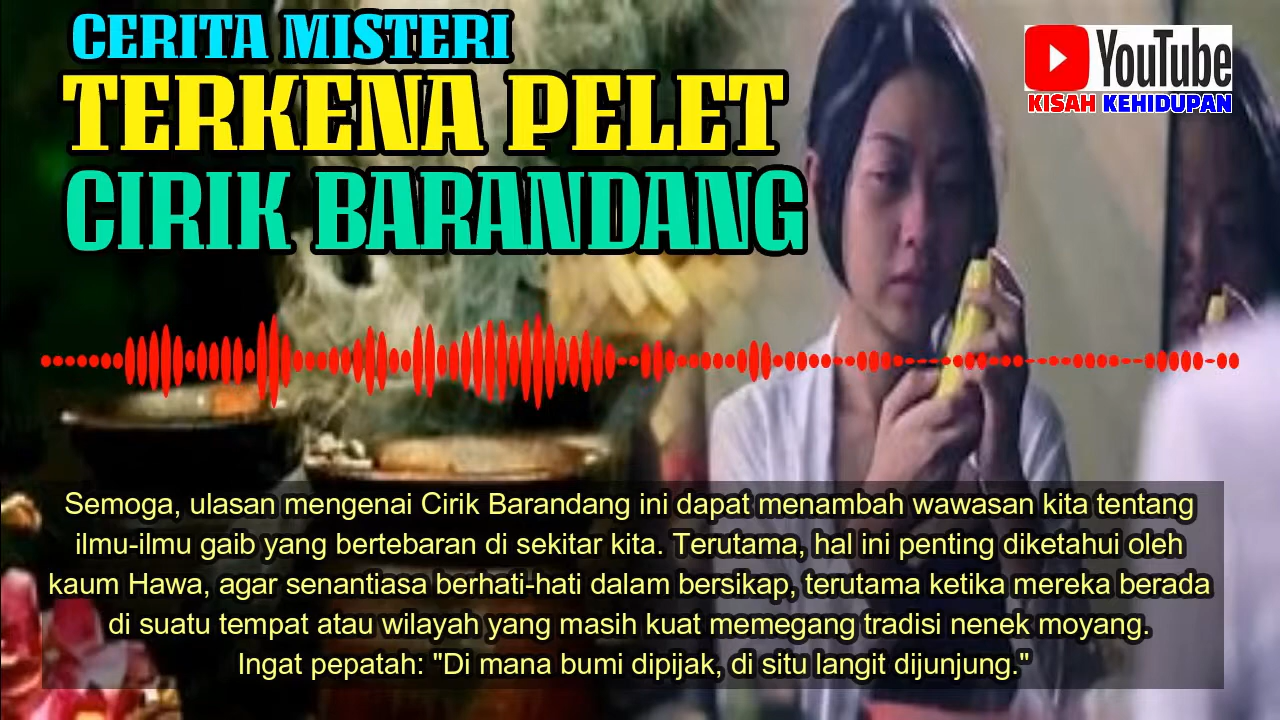 CERITA MISTERI
TERKENA PELET
CIRIK BARANDANG
YouTube
KISAH KEHIDUPAN
Semoga, ulasan mengenai Cirik Barandang ini dapat menambah wawasan kita tentang
ilmu-ilmu gaib yang bertebaran di sekitar kita. Terutama, hal ini penting diketahui oleh
kaum Hawa, agar senantiasa berhati-hati dalam bersikap, terutama ketika mereka berada
di suatu tempat atau wilayah yang masih kuat memegang tradisi nenek moyang.
Ingat pepatah: "Di mana bumi dipijak, di situ langit dijunjung."